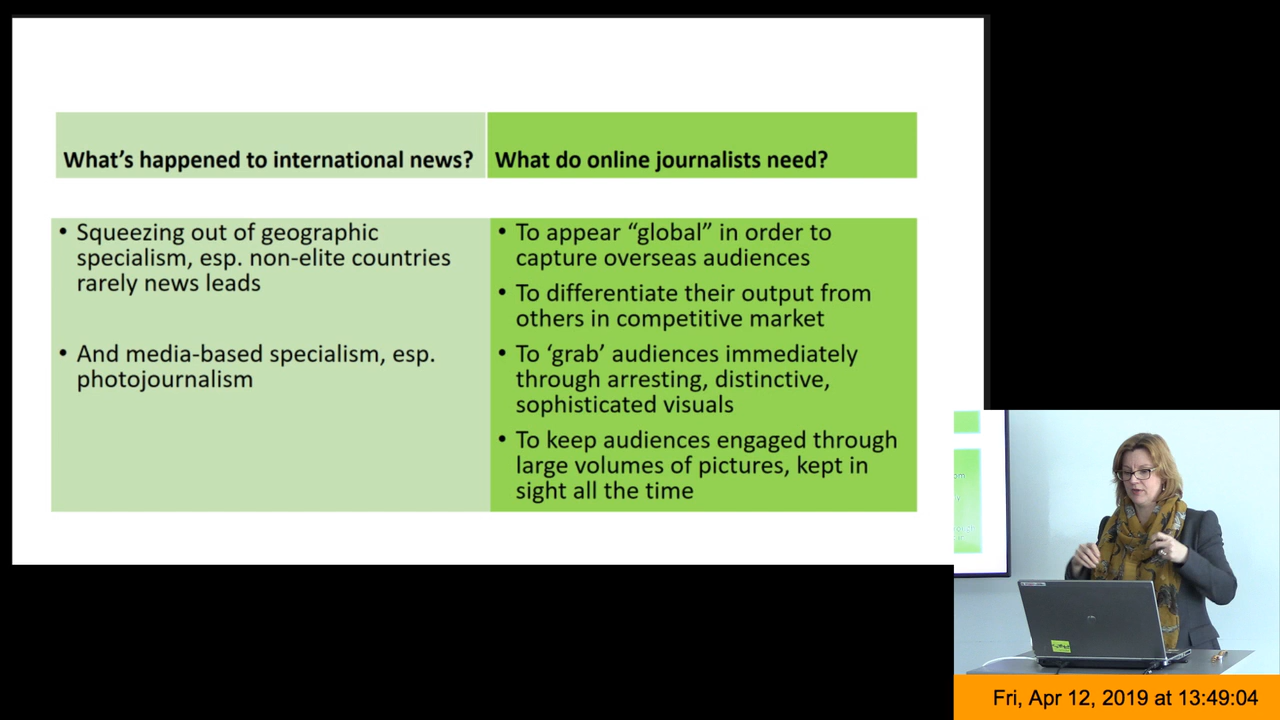 What's happened to international news?
What do online journalists need?
• Squeezing out of geographic
specialism, esp. non-elite countries
rarely news leads
• And media-based specialism, esp.
photojournalism
• To appear “global” in order to
capture overseas audiences
• To differentiate their output from
others in competitive market
• To ‘grab’ audiences immediately
through arresting, distinctive,
sophisticated visuals
• To keep audiences engaged through
large volumes of pictures, kept in
sight all the time
Fri, Apr 12, 2019 at 13:49:04